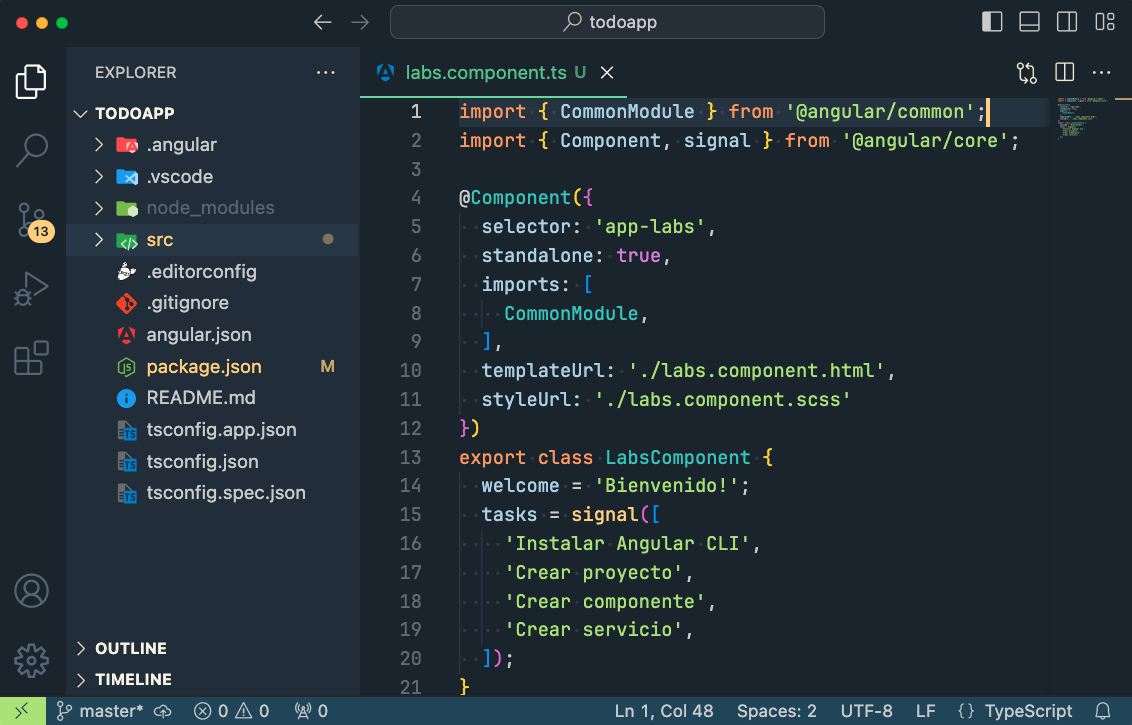 todoapp
EXPLORER
labs.component.ts U
TODOAPP
.angular
.vscode
node_modules
src
.editorconfig
.gitignore
angular.json
package.json M
README.md
tsconfig.app.json
tsconfig.json
tsconfig.spec.json
OUTLINE
TIMELINE
13
1 import { CommonModule } from '@angular/common';
2 import { Component, signal } from '@angular/core';
3
4 @Component({
5   selector: 'app-labs',
6   standalone: true,
7   imports: [
8     CommonModule,
9   ],
10   templateUrl: './labs.component.html',
11   styleUrl: './labs.component.scss'
12 })
13 export class LabsComponent {
14   welcome = 'Bienvenido!';
15   tasks = signal([
16     'Instalar Angular CLI',
17     'Crear proyecto',
18     'Crear componente',
19     'Crear servicio',
20   ]);
21 }
master* 0 0 0 Ln 1, Col 48 Spaces: 2 UTF-8 LF {} TypeScript